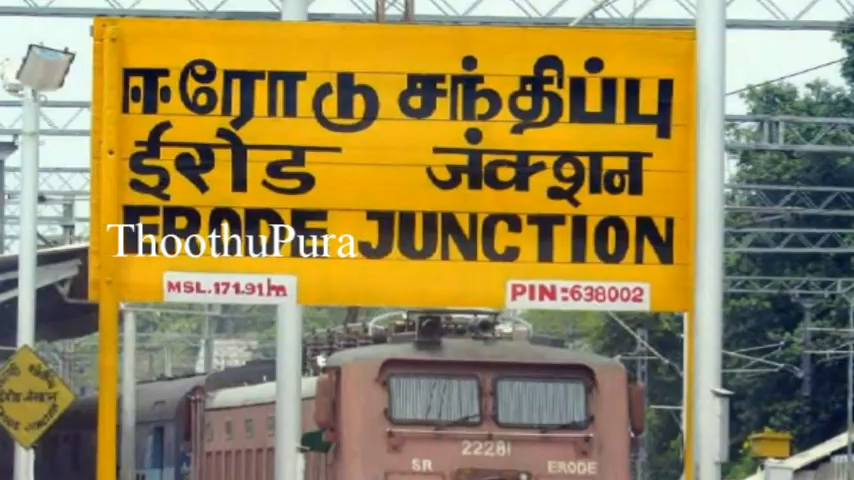 ஈரோடு சந்திப்பு
ईरोड जंक्शन
ERODE JUNCTION
ThoothuPura
MSL.171.91m
PIN:638002
22281
SR ERODE